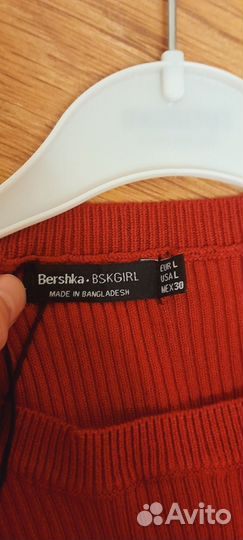 Bershka • BSKGIRL
MADE IN BANGLADESH
EUR L
USA L
MEX 30
Avito